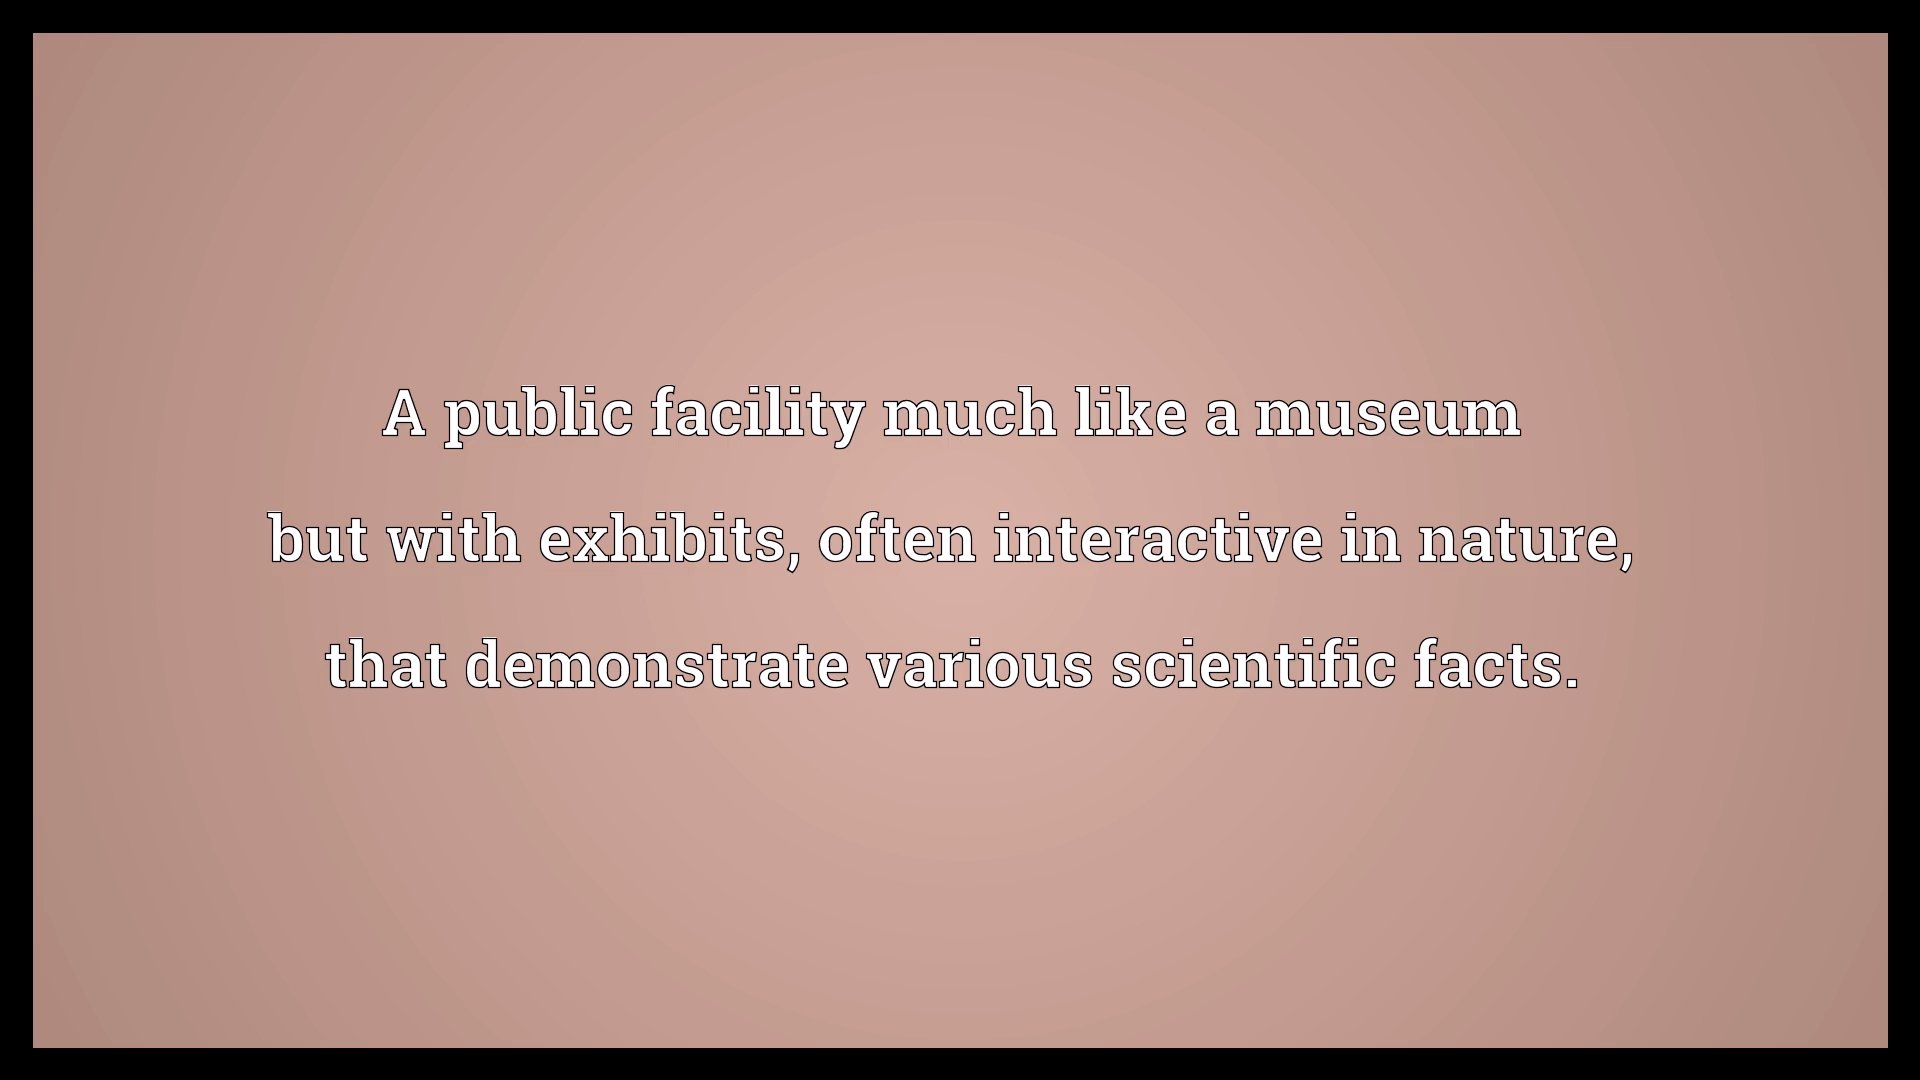 A public facility much like a museum
but with exhibits, often interactive in nature,
that demonstrate various scientific facts.